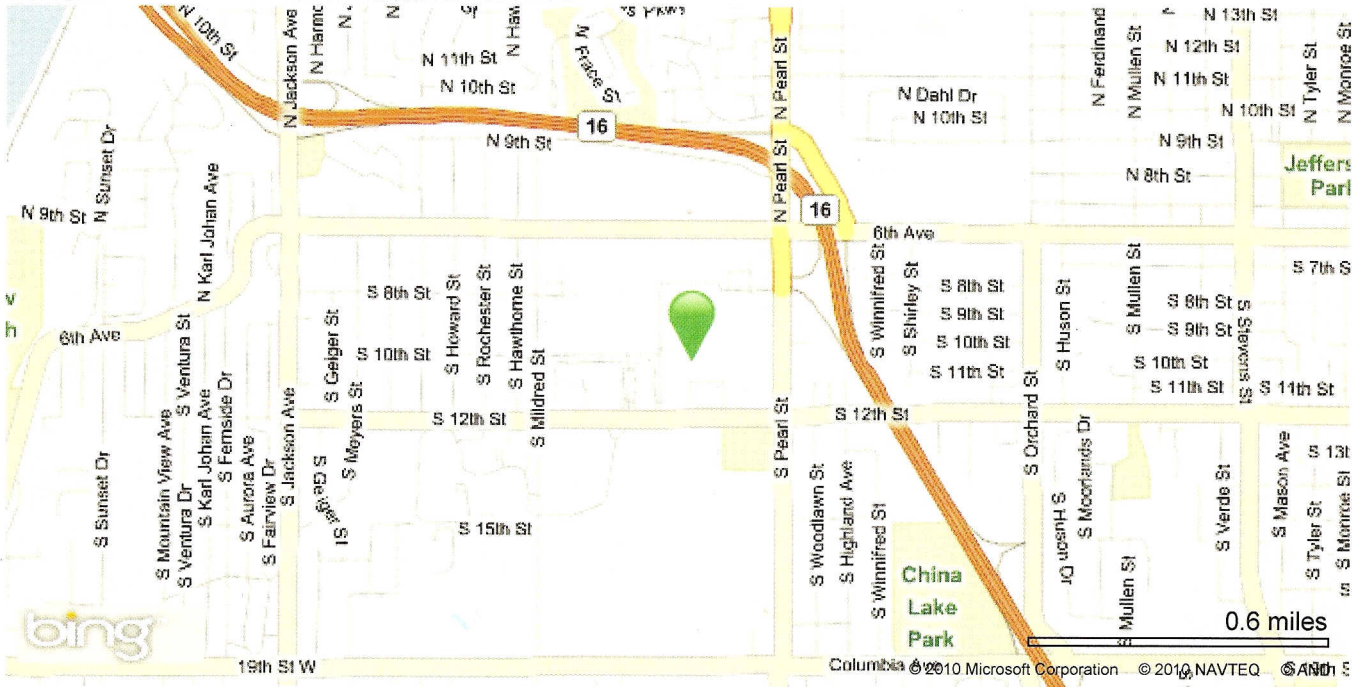 N 10th St
N Jackson Ave
N 11th St
N 10th St
16
N 9th St
N Pearl St
N Pearl St
N Dahl Dr
N 10th St
N Ferdinand
N Mullen St
N 13th St
N 12th St
N 11th St
N 10th St
N 9th St
N 8th St
N Tyler St
N Monroe St
Jeffers
Park
N Sunset Dr
N 9th St
N Karl Johan Ave
16
6th Ave
6th Ave
S 8th St
S 10th St
S 12th St
S Howard St
S Rochester St
S Hawthorne St
S Mildred St
S Geiger St
S Meyers St
S Geiger St
S 15th St
S Ventura St
S Mountain View Ave
S Ventura Dr
S Karl Johan Ave
S Fernside Dr
S Aurora Ave
S Fairview Dr
S Jackson Ave
S Sunset Dr
S Pearl St
S Winnifred St
S Shirley St
S 8th St
S 9th St
S 10th St
S 11th St
S 12th St
S Huson St
S Orchard St
S Mullen St
S 7th S
S 8th St
S 9th St
S 10th St
S 11th St
S Stevens St
S 11th St
S Woodlawn St
S Highland Ave
S Winnifred St
S Huson Dr
S Moorlands Dr
S Mullen St
S Verde St
S Mason Ave
S 13t
S Tyler St
S Monroe St
China
Lake
Park
0.6 miles
bing
19th St W
Columbia Ave
© 2010 Microsoft Corporation © 2010 NAVTEQ © AND